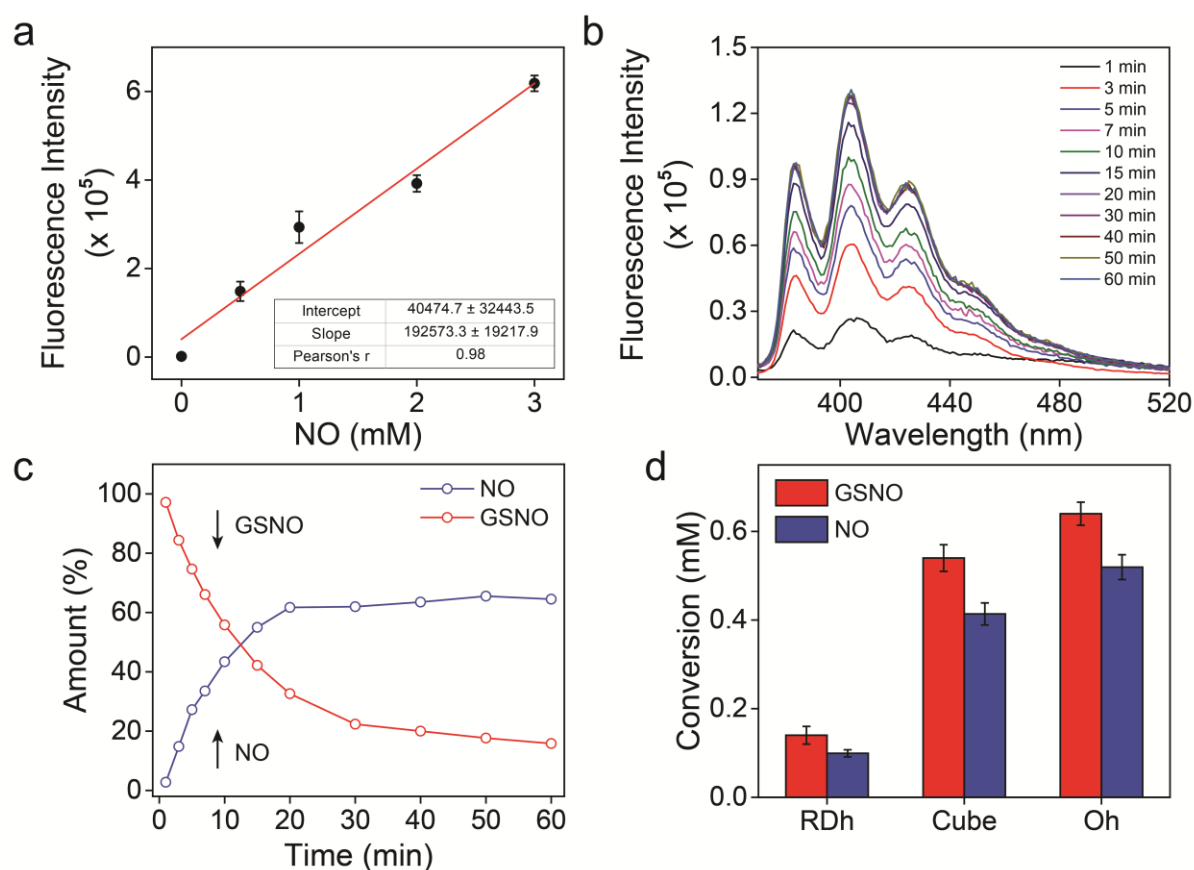 a
Fluorescence Intensity
(x 10⁵)
6
4
2
0
0 1 2 3
NO (mM)
Intercept 40474.7 ± 32443.5
Slope 192573.3 ± 19217.9
Pearson's r 0.98
b
Fluorescence Intensity
(x 10⁵)
1.5
1.2
0.9
0.6
0.3
0.0
400 440 480 520
Wavelength (nm)
1 min
3 min
5 min
7 min
10 min
15 min
20 min
30 min
40 min
50 min
60 min
c
Amount (%)
100
80
60
40
20
0
0 10 20 30 40 50 60
Time (min)
NO
GSNO
GSNO
NO
d
Conversion (mM)
0.6
0.4
0.2
0.0
RDh Cube Oh
GSNO
NO